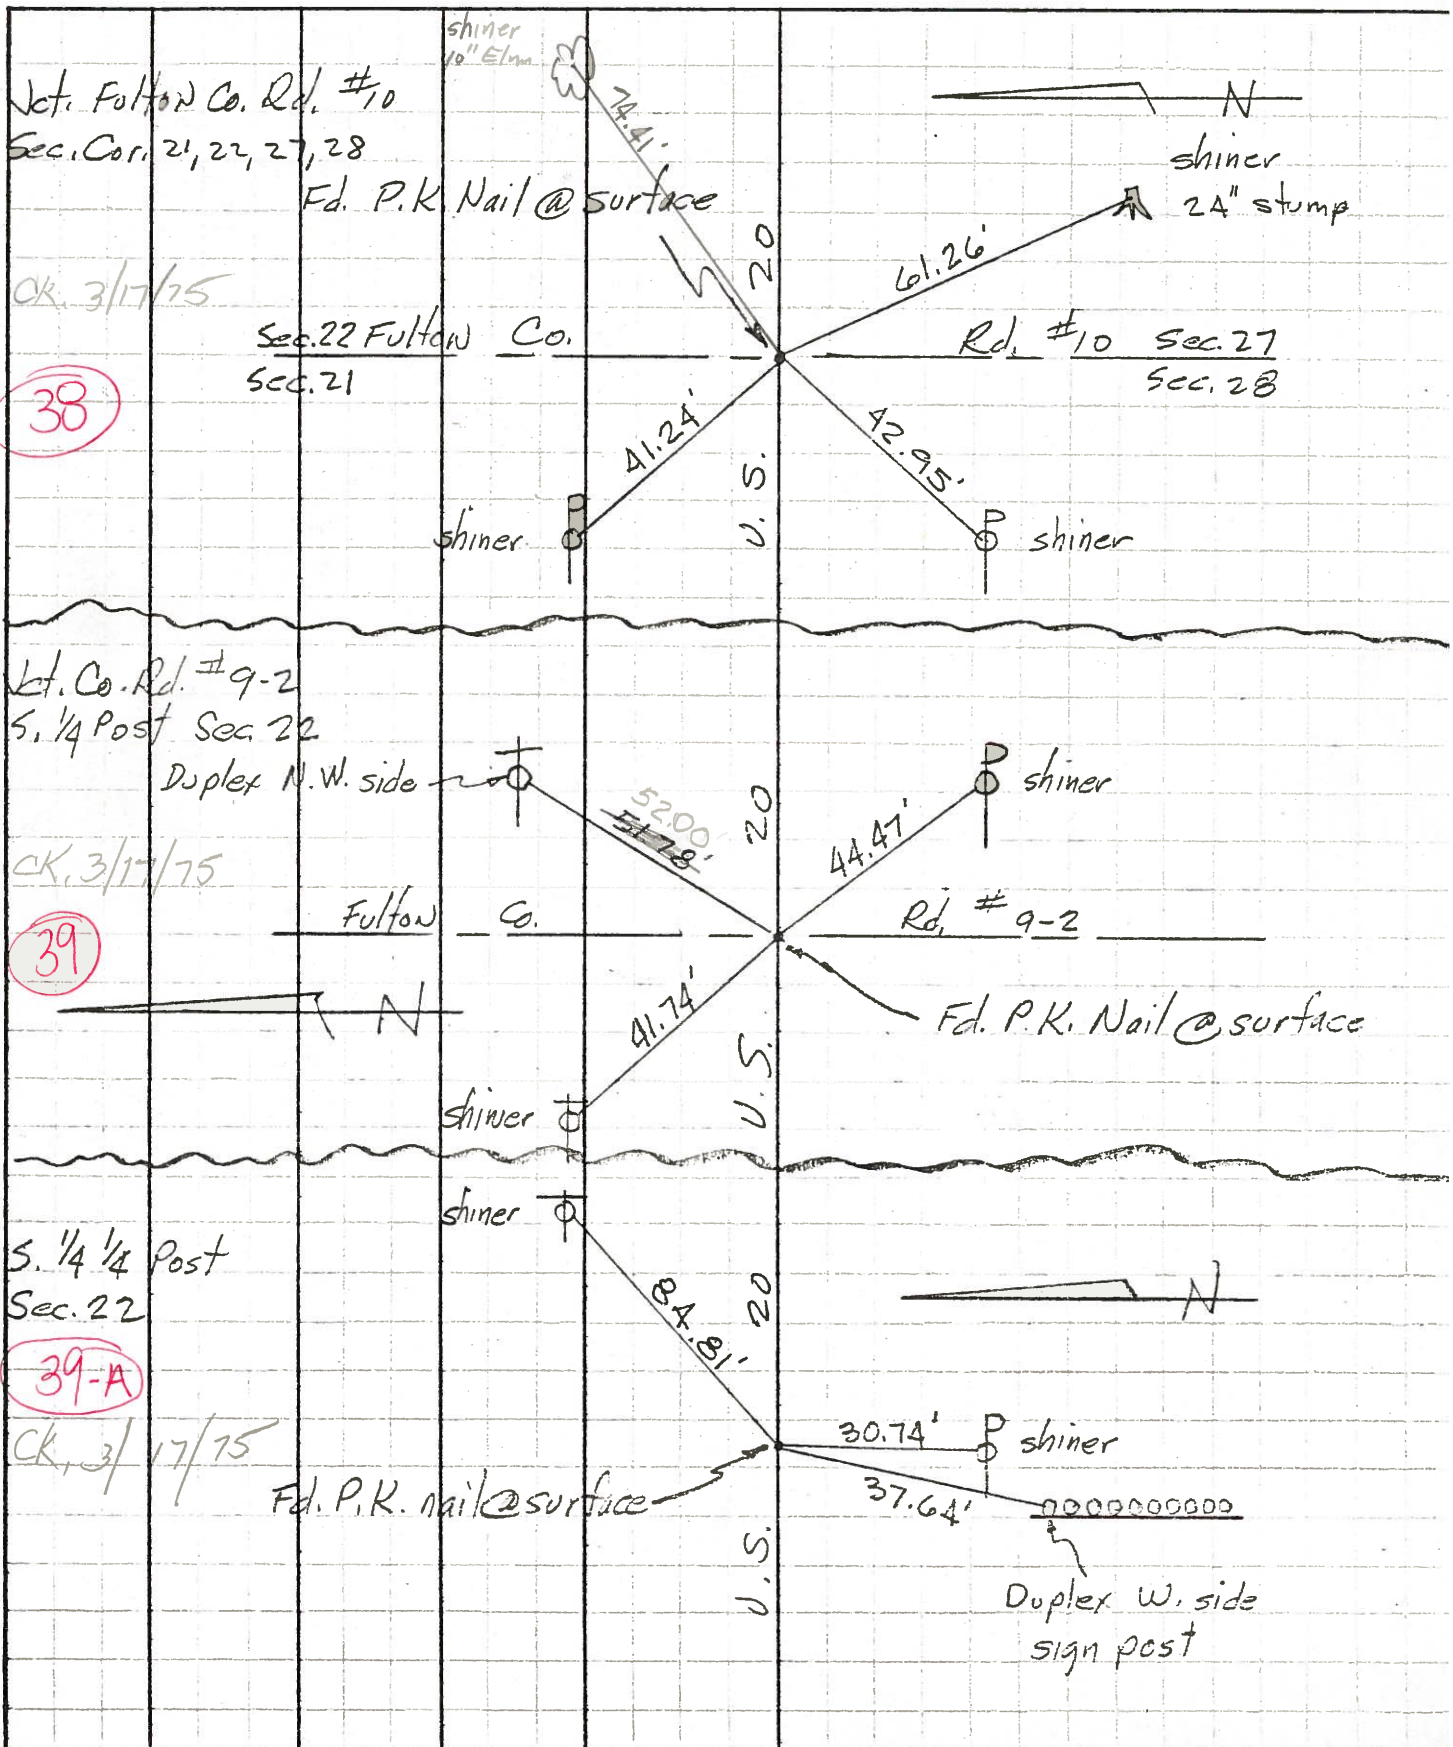 shiner
10" Elm
Jct. Fulton Co. Rd. #10
Sec. Cor. 21, 22, 27, 28
Fd. P.K. Nail @ surface
74.41'
N
shiner
24" stump
61.26'
CK. 3/17/75
U.S. 20
Sec. 22 Fulton Co. Rd. #10 Sec. 27
Sec. 21 Sec. 28
38
41.24'
42.95'
shiner
shiner
Jct. Co. Rd. #9-2
S. 1/4 Post Sec. 22
Duplex N.W. side
52.00'
51.78'
U.S. 20
44.47'
shiner
CK. 3/17/75
Fulton Co. Rd. #9-2
39
N
41.74'
Fd. P.K. Nail @ surface
shiner
shiner
S. 1/4 1/4 Post
Sec. 22
84.81'
U.S. 20
N
39-A
CK. 3/17/75
30.74'
shiner
37.64'
Fd. P.K. nail @ surface
Duplex W. side
sign post